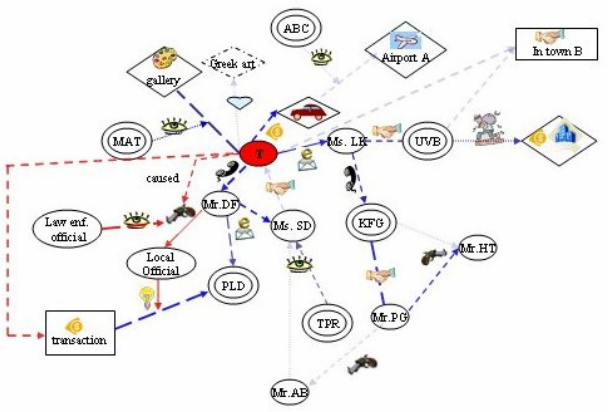 ABC
Greek art
gallery
Airport A
In town B
MAT
T
Ms. LK
UVB
caused
Mr.DF
Law enf.
official
Ms. SD
KFG
Mr.HT
Local
Official
PLD
TPR
Mr.PG
transaction
Mr.AB